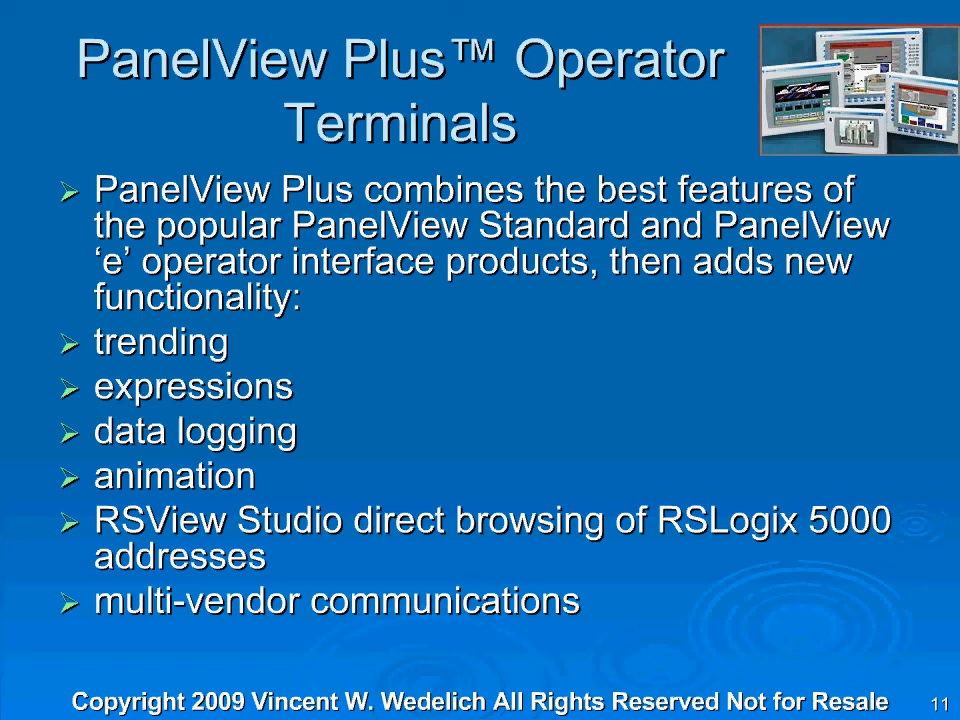 PanelView Plus™ Operator
Terminals
PanelView Plus combines the best features of
the popular PanelView Standard and PanelView
‘e’ operator interface products, then adds new
functionality:
trending
expressions
data logging
animation
RSView Studio direct browsing of RSLogix 5000
addresses
multi-vendor communications
Copyright 2009 Vincent W. Wedelich All Rights Reserved Not for Resale
11